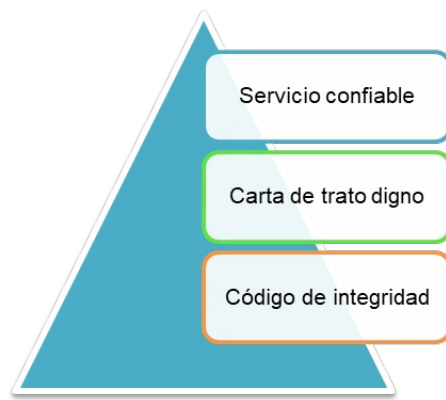 Servicio confiable
Carta de trato digno
Código de integridad